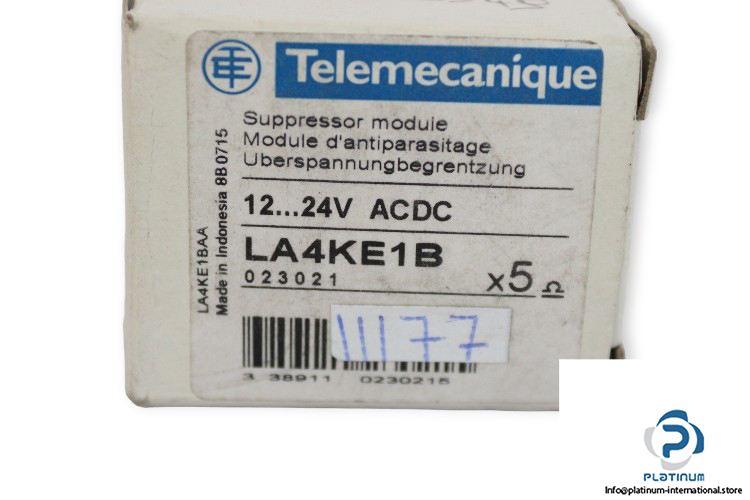 Telemecanique
Suppressor module
Module d'antiparasitage
Uberspannungbegrentzung
12...24V ACDC
LA4KE1B
023021
x5
LA4KE1BAA
Made in Indonesia 8B0715
11177
3 38911 0230215
PLATINUM
Info@platinum-international.store